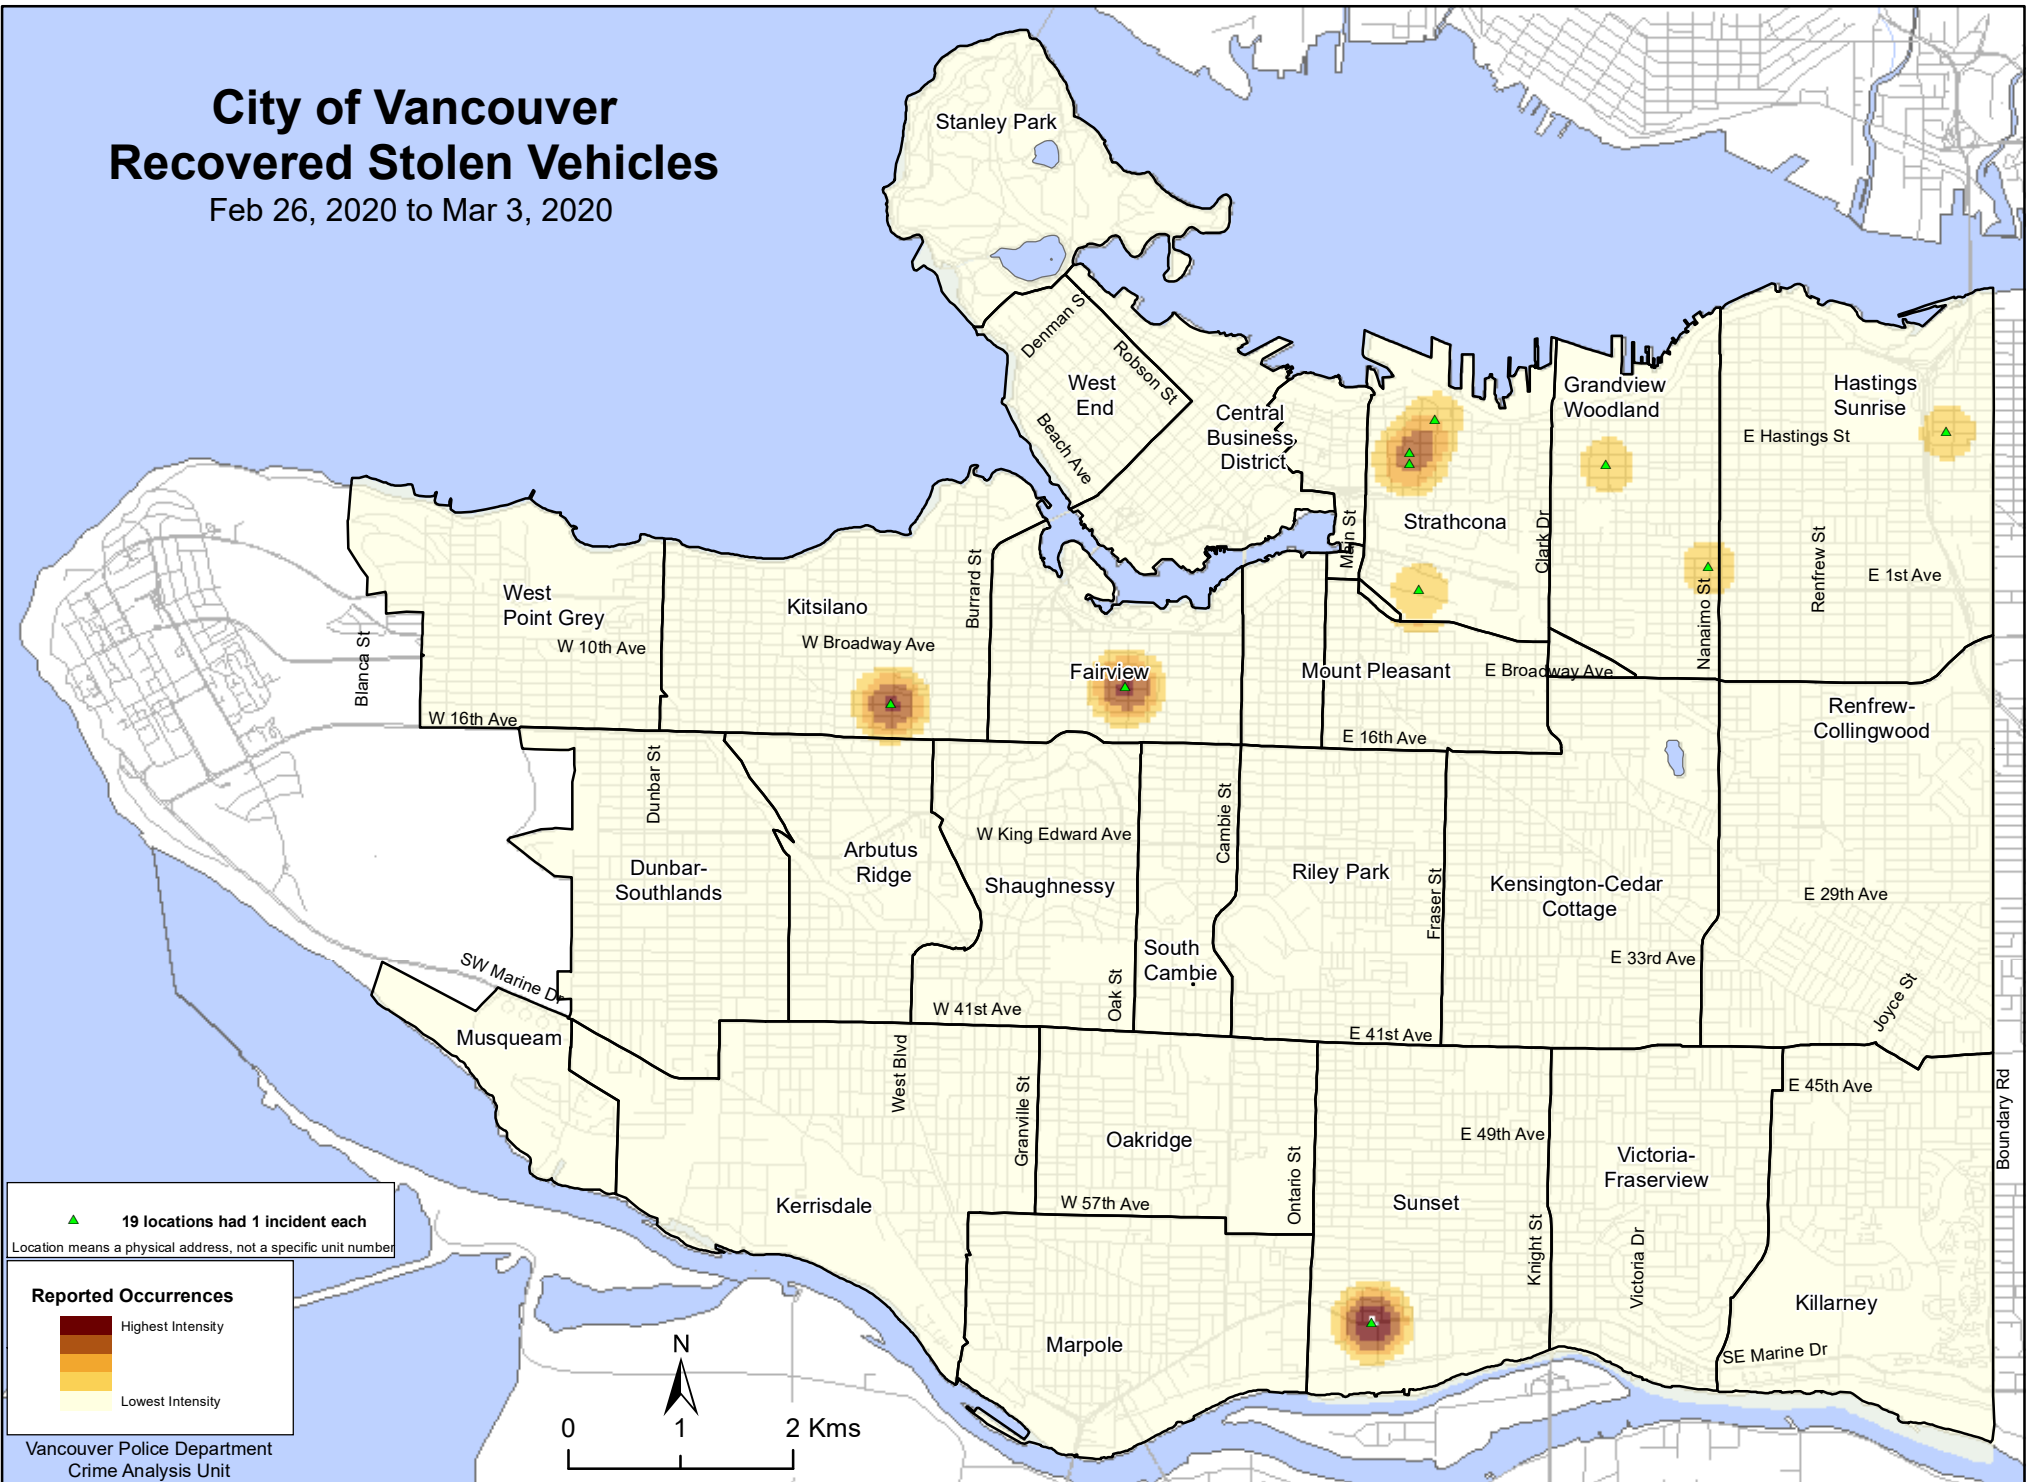 City of Vancouver
Recovered Stolen Vehicles
Feb 26, 2020 to Mar 3, 2020
Stanley Park
Denman S
Robson St
West
End
Beach Ave
Central
Business
District
Grandview
Woodland
Hastings
Sunrise
E Hastings St
Strathcona
Main St
Clark Dr
Renfrew St
E 1st Ave
Nanaimo St
West
Point Grey
W 10th Ave
Kitsilano
W Broadway Ave
Burrard St
Blanca St
Fairview
Mount Pleasant
E Broadway Ave
W 16th Ave
E 16th Ave
Renfrew-
Collingwood
Dunbar St
Cambie St
W King Edward Ave
Arbutus
Ridge
Dunbar-
Southlands
Shaughnessy
Riley Park
Fraser St
Kensington-Cedar
Cottage
E 29th Ave
South
Cambie
E 33rd Ave
SW Marine Dr
Oak St
W 41st Ave
E 41st Ave
Joyce St
Musqueam
West Blvd
Granville St
E 45th Ave
Boundary Rd
Oakridge
E 49th Ave
Ontario St
Victoria-
Fraserview
Kerrisdale
W 57th Ave
Sunset
Knight St
Victoria Dr
Killarney
Marpole
SE Marine Dr
19 locations had 1 incident each
Location means a physical address, not a specific unit number
Reported Occurrences
Highest Intensity
Lowest Intensity
Vancouver Police Department
Crime Analysis Unit
N
0 1 2 Kms